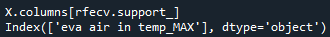 X.columns[rfecv.support_]
Index(['eva air in temp_MAX'], dtype='object')